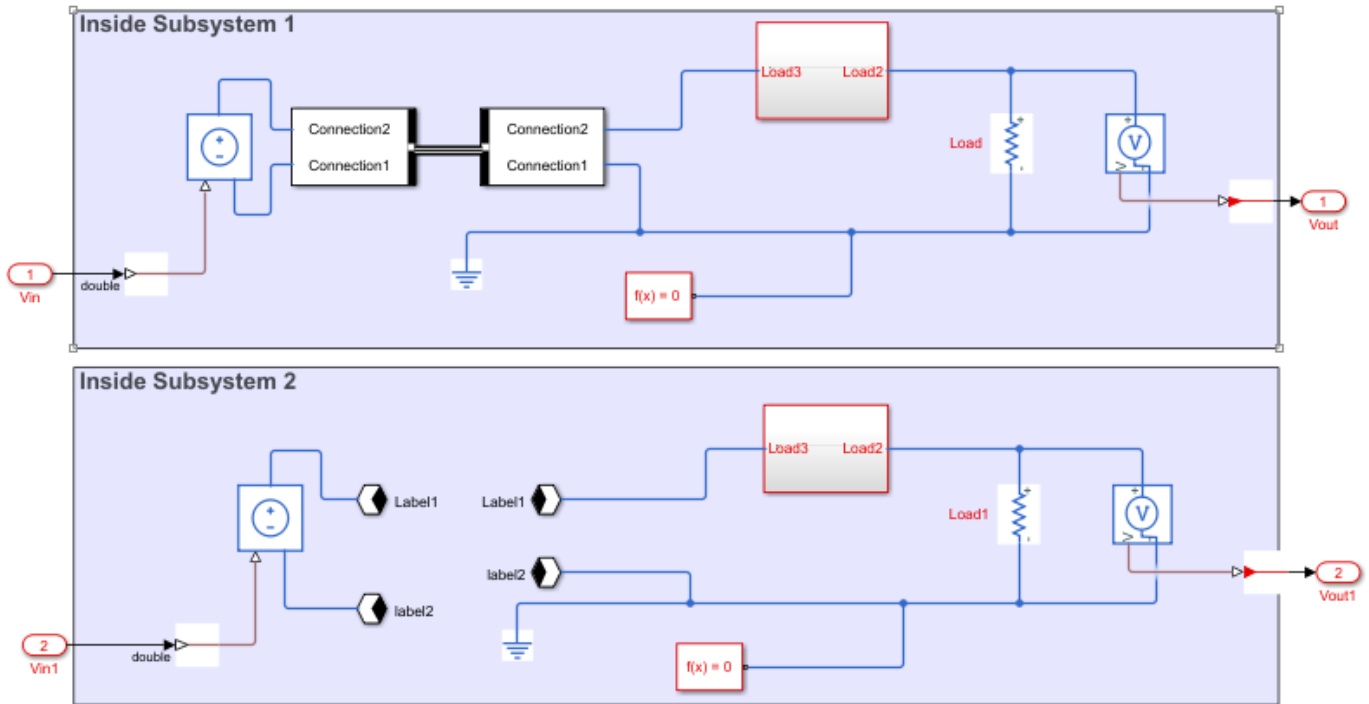 Inside Subsystem 1
Load3 Load2
Connection2 Connection2
+
-
Connection1 Connection1
Load
+
-
+
V
-
V
1
Vin
double
f(x) = 0
1
Vout
Inside Subsystem 2
Load3 Load2
Label1 Label1
+
-
Load1
+
-
+
V
-
V
label2
label2
2
Vin1
double
f(x) = 0
2
Vout1